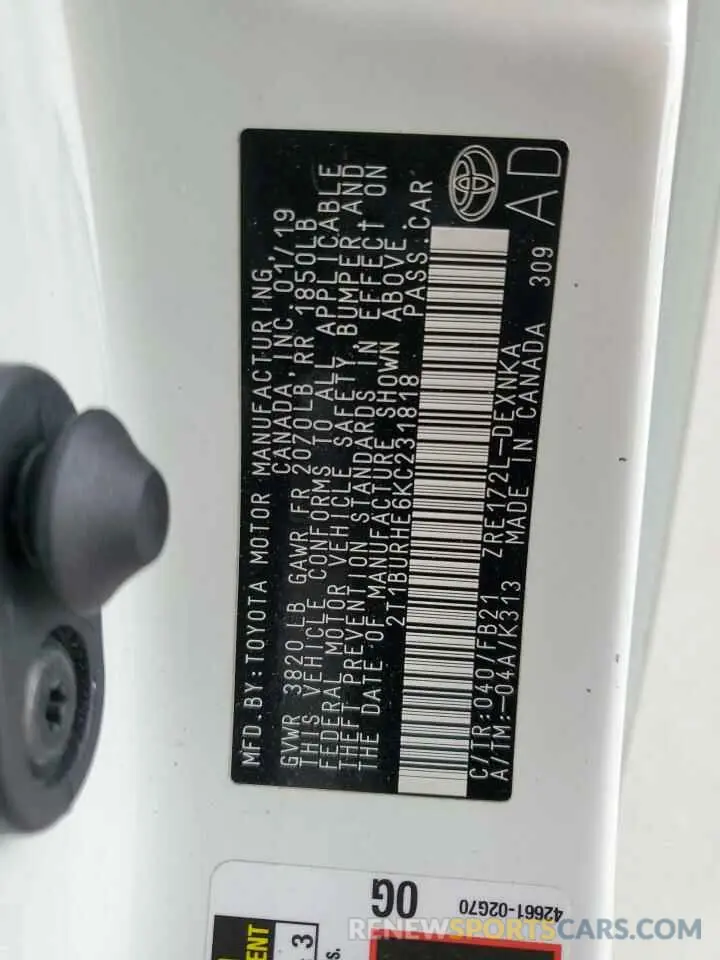 MFD.BY:TOYOTA MOTOR MANUFACTURING,
CANADA, INC. 01/19
GVWR 3820 LB GAWR FR 2070LB RR 1850LB
THIS VEHICLE CONFORMS TO ALL APPLICABLE
FEDERAL MOTOR VEHICLE SAFETY, BUMPER AND
THEFT PREVENTION STANDARDS IN EFFECT ON
THE DATE OF MANUFACTURE SHOWN ABOVE.
2T1BURHE6KC231818 PASS.CAR
C/TR:040/FB21 ZRE172L-DEXNKA
A/TM:-04A/K313 MADE IN CANADA 309
AD
0G
42661-02G70
3
s.
RENEWSPORTSCARS.COM